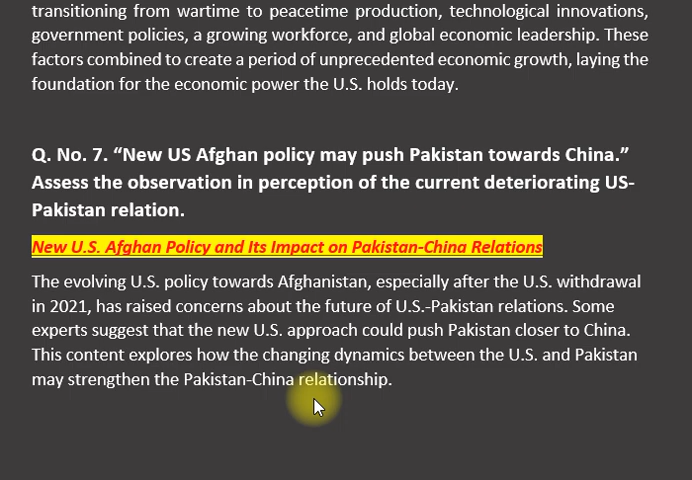 transitioning from wartime to peacetime production, technological innovations,
government policies, a growing workforce, and global economic leadership. These
factors combined to create a period of unprecedented economic growth, laying the
foundation for the economic power the U.S. holds today.
Q. No. 7. “New US Afghan policy may push Pakistan towards China.”
Assess the observation in perception of the current deteriorating US-
Pakistan relation.
New U.S. Afghan Policy and Its Impact on Pakistan-China Relations
The evolving U.S. policy towards Afghanistan, especially after the U.S. withdrawal
in 2021, has raised concerns about the future of U.S.-Pakistan relations. Some
experts suggest that the new U.S. approach could push Pakistan closer to China.
This content explores how the changing dynamics between the U.S. and Pakistan
may strengthen the Pakistan-China relationship.